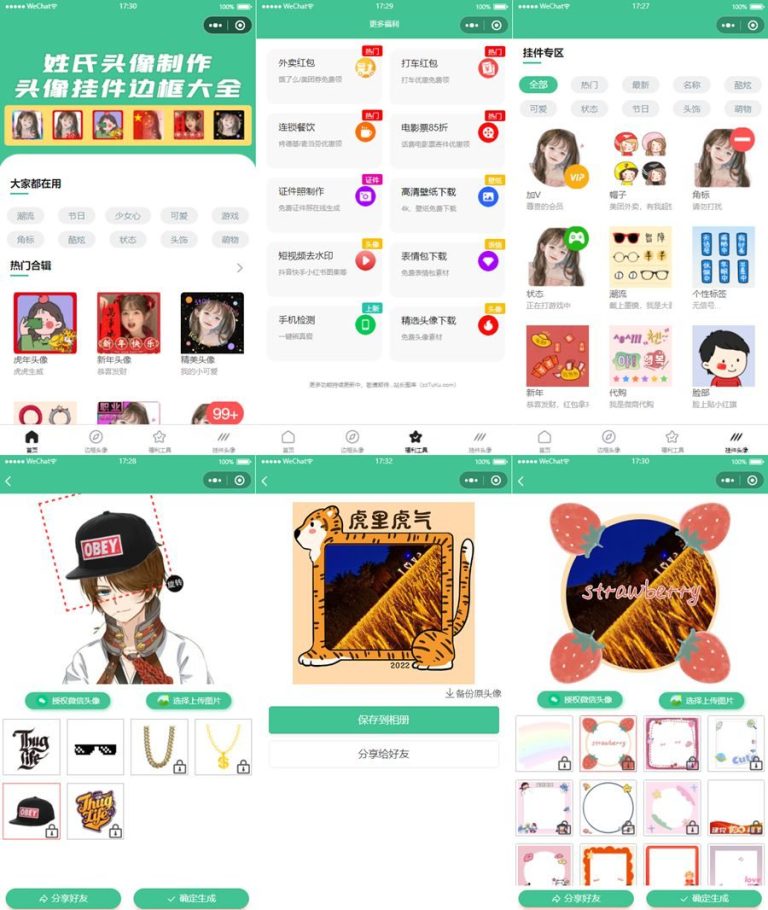 WeChat 17:30 100%
姓氏头像制作
头像挂件边框大全
大家都在用
潮流 节日 少女心 可爱 游戏
角标 酷炫 状态 头饰 萌物
热门合辑
虎年头像 新年头像 精美头像
虎虎生威 恭喜发财 我的小可爱
新年快乐
职业
99+
首页 边框头像 福利工具 挂件头像
WeChat 17:29 100%
更多福利
热门 热门
外卖红包 打车红包
饿了么/美团券免费领 打车优惠免费领
热门 热门
连锁餐饮 电影票85折
肯德基/麦当劳优惠领 话费电影票寄件优惠领
证件 壁纸
证件照制作 高清壁纸下载
免费证件照在线生成 4k、壁纸免费下载
头像 表情
短视频去水印 表情包下载
抖音快手小红书图集等 免费表情包素材
上新 头像
手机检测 精选头像下载
一键辨真假 免费头像素材
更多功能持续更新中，敬请期待，站长图库（zzTuKu.com）
首页 边框头像 福利工具 挂件头像
WeChat 17:27 100%
挂件专区
全部 热门 最新 名称 酷炫
可爱 状态 节日 头饰 萌物
VIP
加V 帽子 角标
尊贵的会员 美团外卖，有我超 请勿打扰
状态 潮流 个性标签
正在打游戏中 戴上墨镜，我是大 无信号...
新年 代购 脸部
恭喜发财，红包拿 我是做微商代购 脸上贴小红旗
首页 边框头像 福利工具 挂件头像
WeChat 17:28 100%
OBEY
旋转
授权微信头像 选择上传图片
Thug Life
OBEY Thug Life
分享好友 确定生成
WeChat 17:32 100%
虎里虎气
2022
备份原头像
保存到相册
分享给好友
WeChat 17:30 100%
strawberry
授权微信头像 选择上传图片
strawberry
Cute
love
分享好友 确定生成